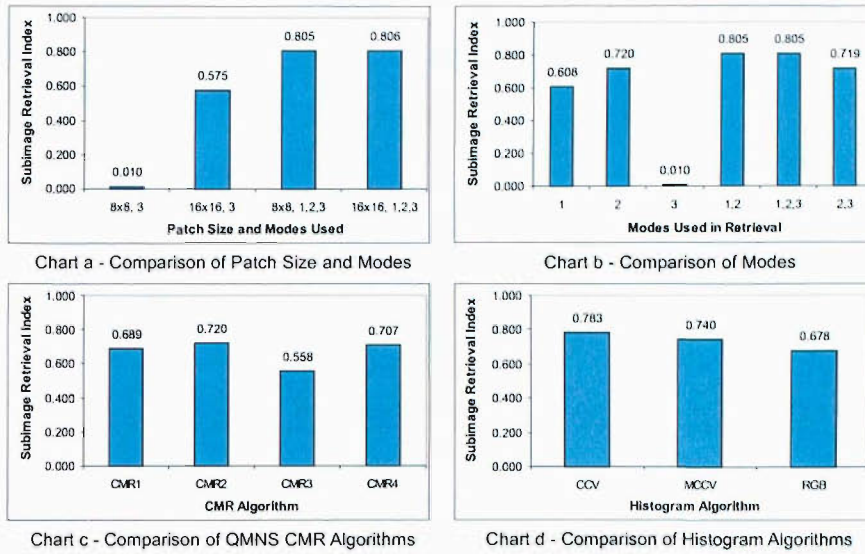 1.000
0.800
0.600
0.400
0.200
0.000
Subimage Retrieval Index
0.010
0.575
0.805
0.806
8x8, 3
16x16, 3
8x8, 1,2,3
16x16, 1,2,3
Patch Size and Modes Used
Chart a - Comparison of Patch Size and Modes
1.000
0.800
0.600
0.400
0.200
0.000
Subimage Retrieval Index
0.608
0.720
0.010
0.805
0.805
0.719
1
2
3
1,2
1,2,3
2,3
Modes Used in Retrieval
Chart b - Comparison of Modes
1.000
0.800
0.600
0.400
0.200
0.000
Subimage Retrieval Index
0.689
0.720
0.558
0.707
CMR1
CMR2
CMR3
CMR4
CMR Algorithm
Chart c - Comparison of QMNS CMR Algorithms
1.000
0.800
0.600
0.400
0.200
0.000
Subimage Retrieval Index
0.783
0.740
0.678
CCV
MCCV
RGB
Histogram Algorithm
Chart d - Comparison of Histogram Algorithms